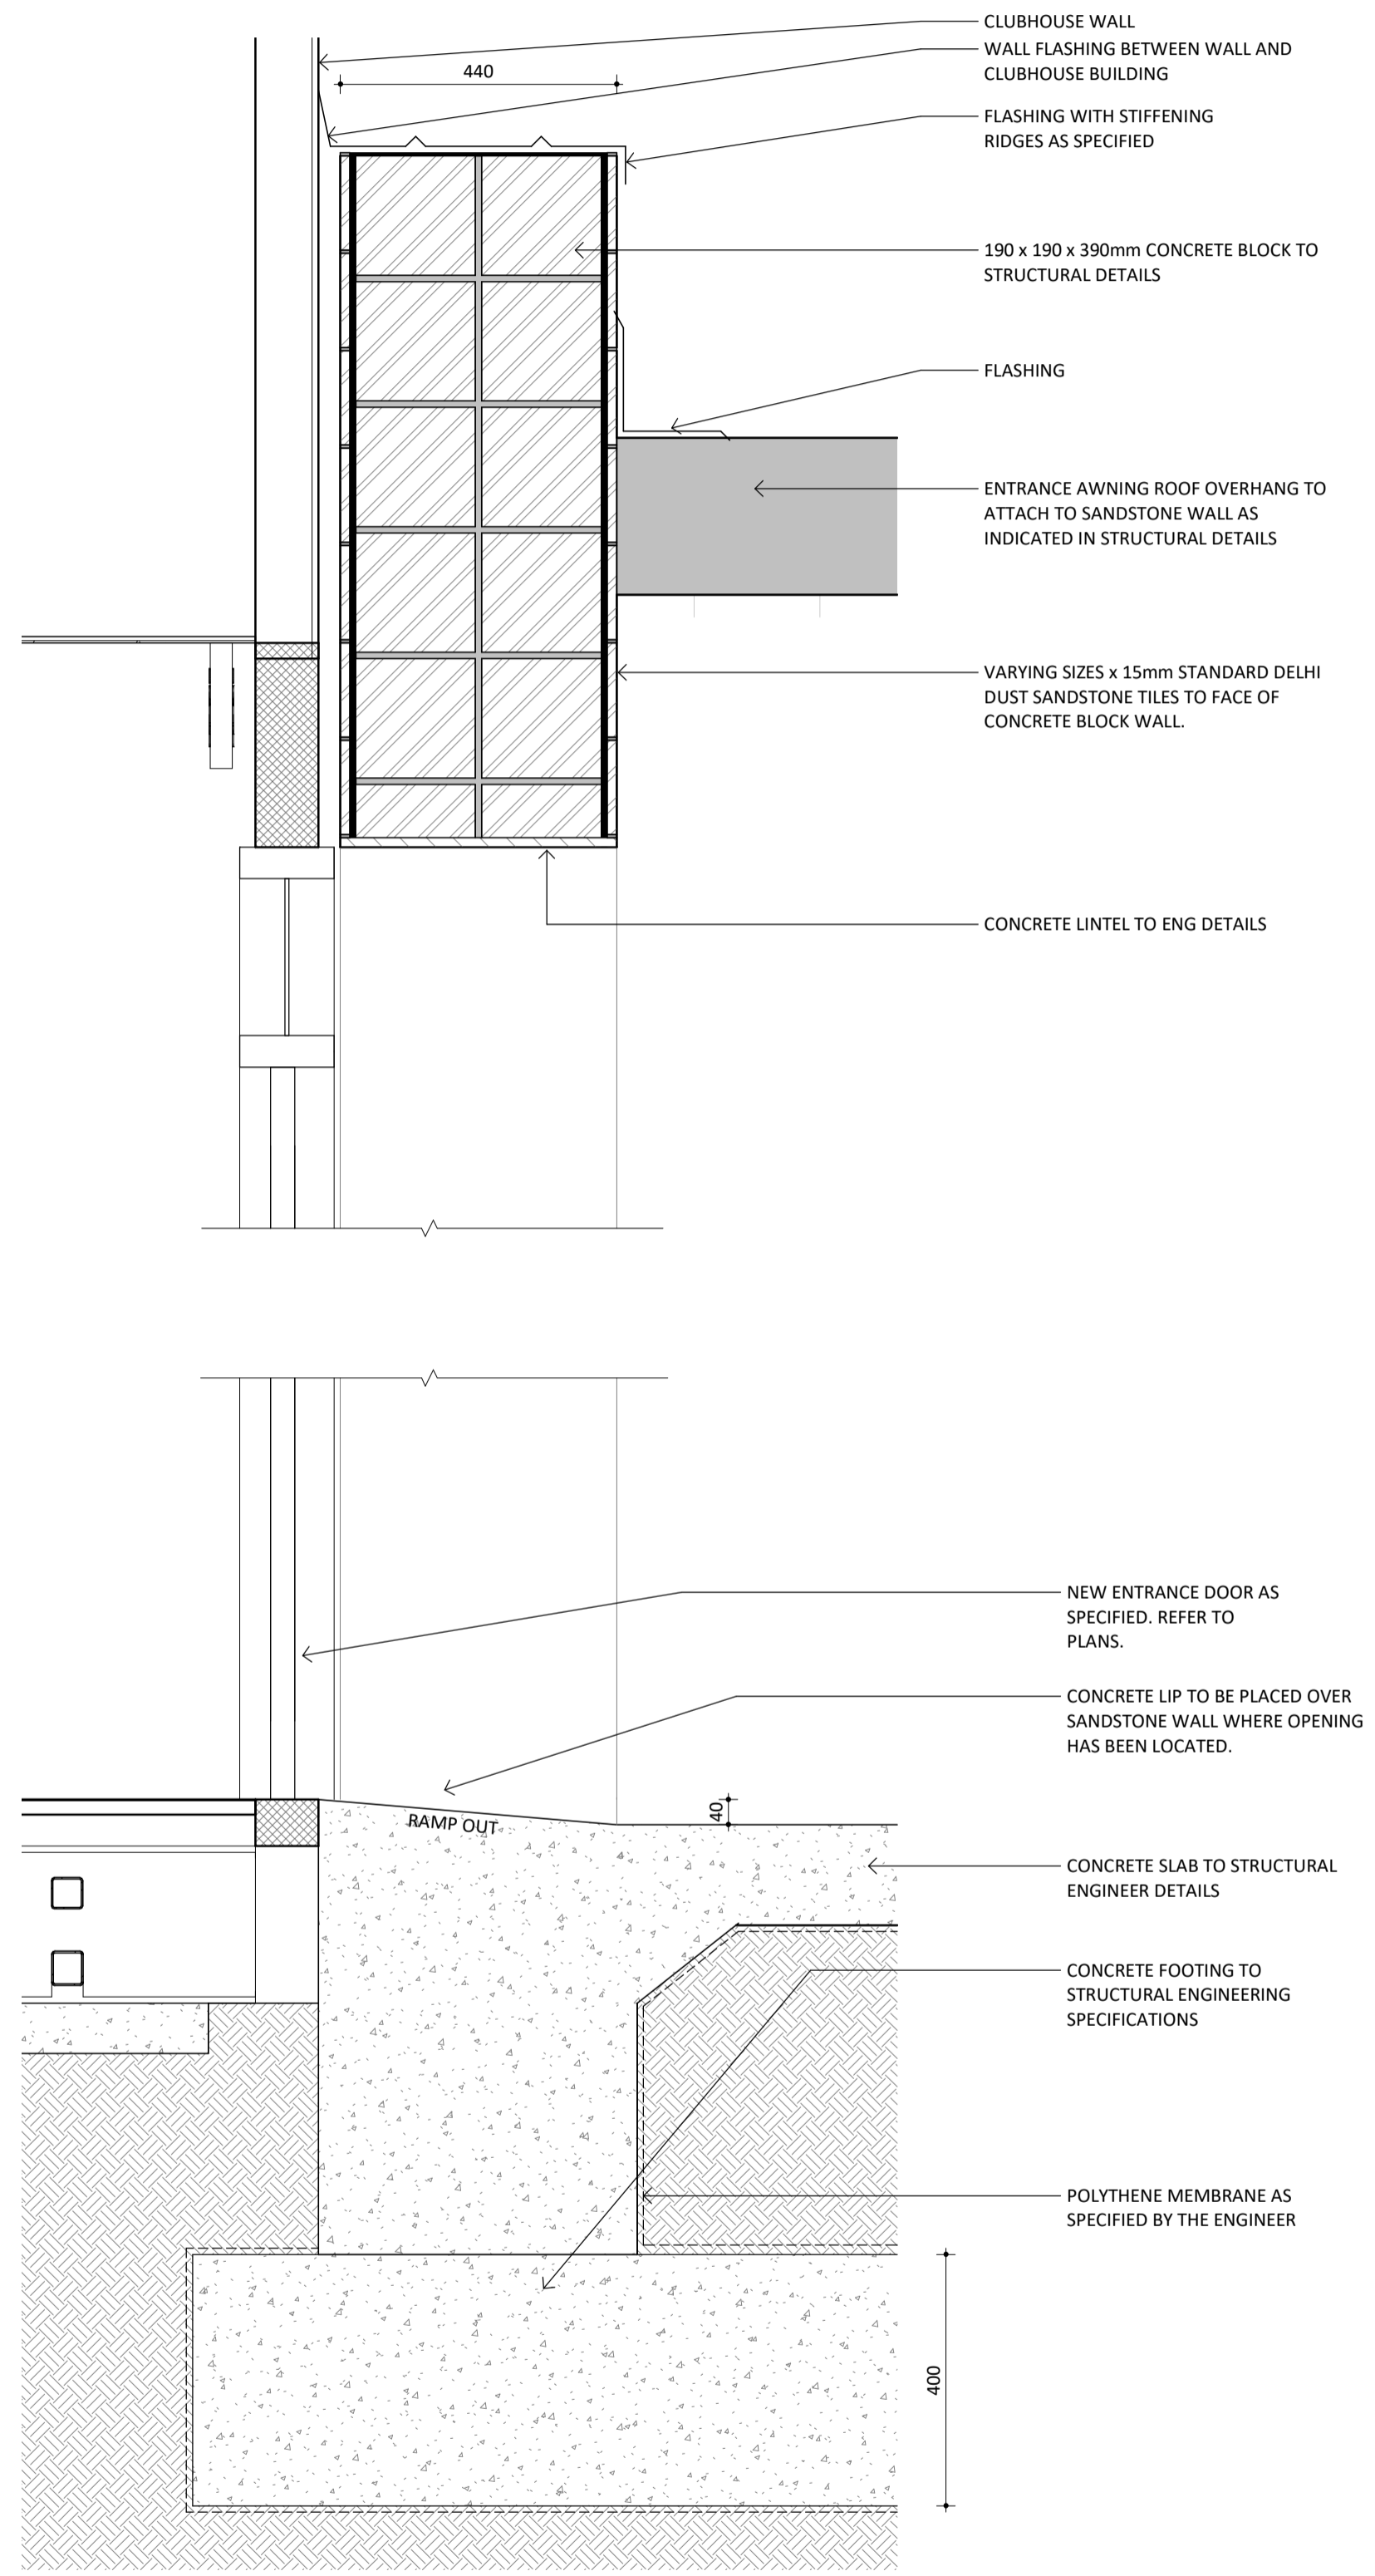 CLUBHOUSE WALL
WALL FLASHING BETWEEN WALL AND
CLUBHOUSE BUILDING
440
FLASHING WITH STIFFENING
RIDGES AS SPECIFIED
190 x 190 x 390mm CONCRETE BLOCK TO
STRUCTURAL DETAILS
FLASHING
ENTRANCE AWNING ROOF OVERHANG TO
ATTACH TO SANDSTONE WALL AS
INDICATED IN STRUCTURAL DETAILS
VARYING SIZES x 15mm STANDARD DELHI
DUST SANDSTONE TILES TO FACE OF
CONCRETE BLOCK WALL.
CONCRETE LINTEL TO ENG DETAILS
NEW ENTRANCE DOOR AS
SPECIFIED. REFER TO
PLANS.
CONCRETE LIP TO BE PLACED OVER
SANDSTONE WALL WHERE OPENING
HAS BEEN LOCATED.
40
RAMP OUT
CONCRETE SLAB TO STRUCTURAL
ENGINEER DETAILS
CONCRETE FOOTING TO
STRUCTURAL ENGINEERING
SPECIFICATIONS
POLYTHENE MEMBRANE AS
SPECIFIED BY THE ENGINEER
400